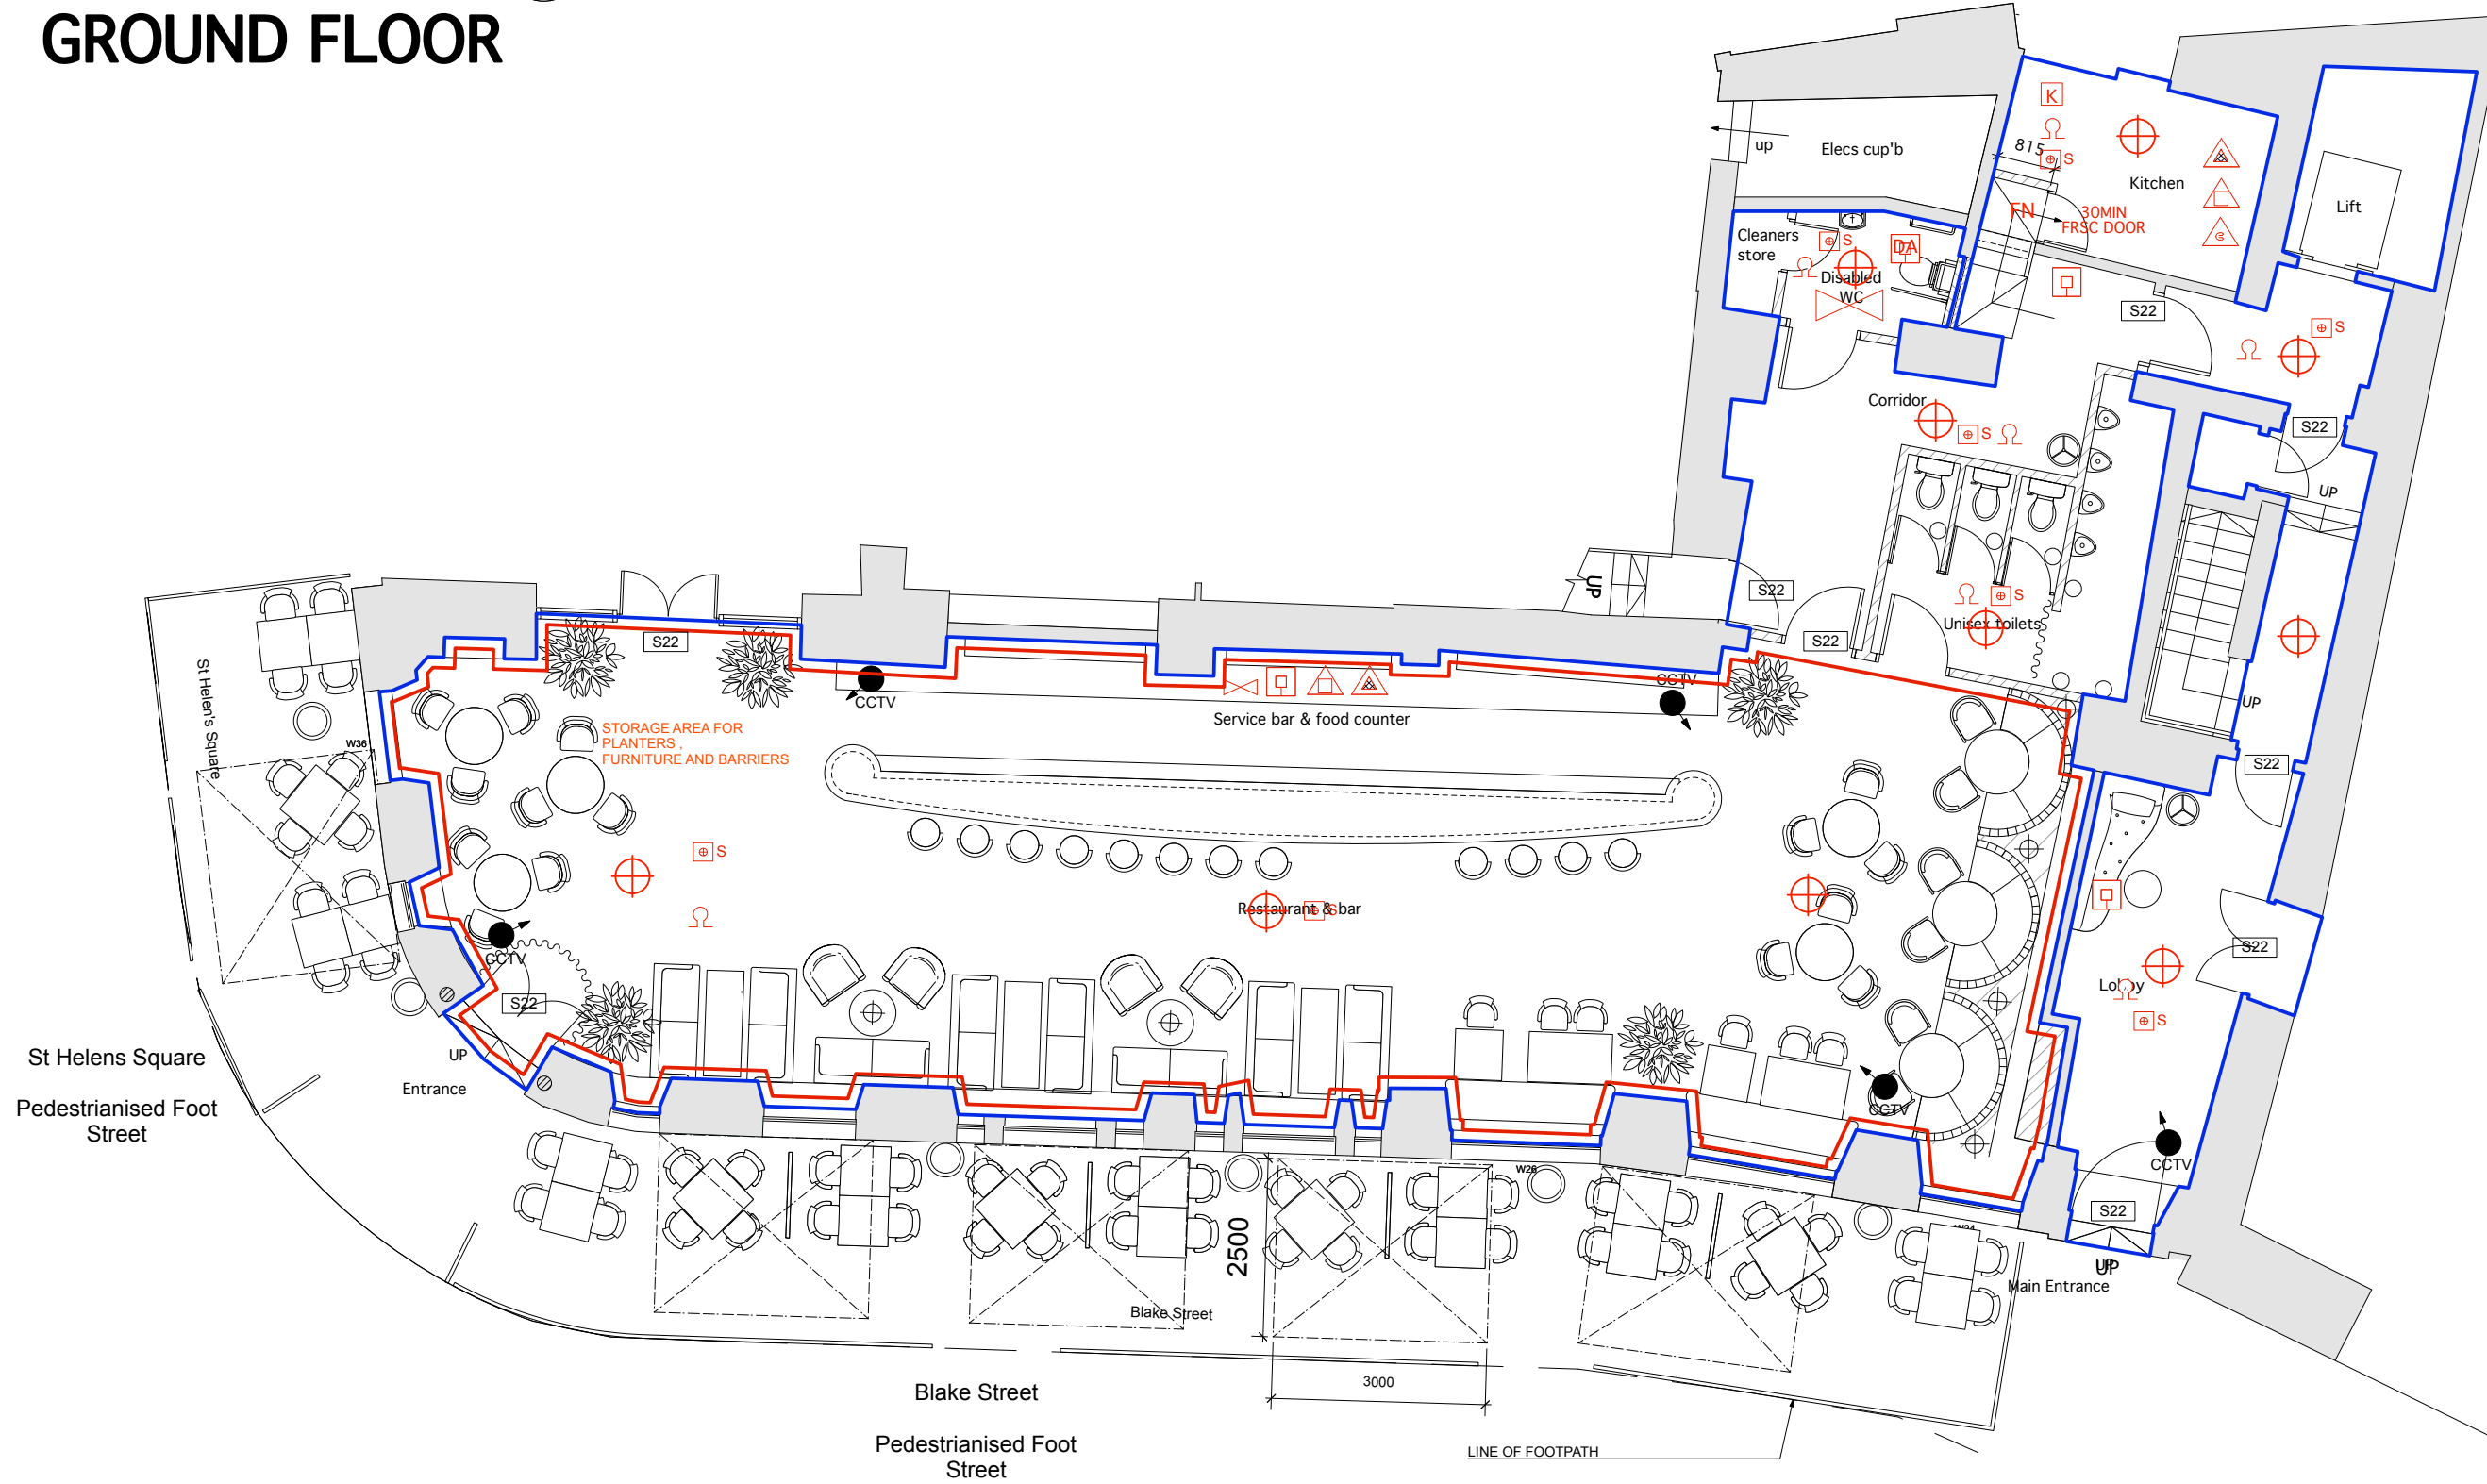 GROUND FLOOR
K
S
815
Kitchen
up
Elecs cup'b
FN
30MIN
FRSC DOOR
Lift
Cleaners
store
S
DA
Disabled
WC
S22
S
Corridor
S
S22
UP
UP
S22
S
S22
Unisex toilets
S22
St Helen's Square
W36
CCTV
CCTV
Service bar & food counter
UP
STORAGE AREA FOR
PLANTERS ,
FURNITURE AND BARRIERS
S22
S
Restaurant & bar
S
CCTV
S22
S22
Lobby
S
St Helens Square
Pedestrianised Foot
Street
UP
Entrance
CCTV
CCTV
W26
W34
S22
UP
UP
Main Entrance
2500
Blake Street
3000
Blake Street
Pedestrianised Foot
Street
LINE OF FOOTPATH